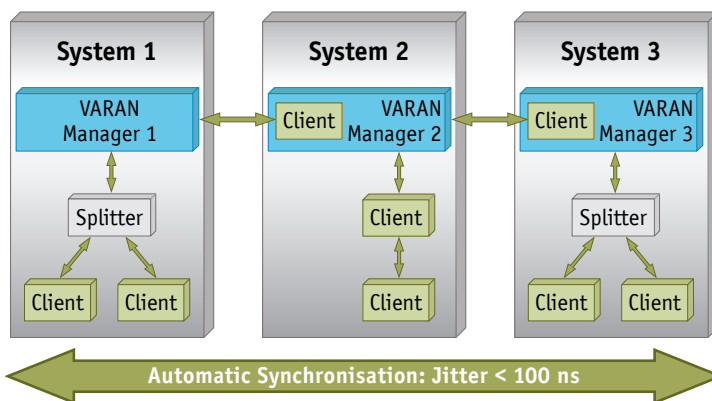 System 1
VARAN
Manager 1
Splitter
Client
Client
System 2
Client
VARAN
Manager 2
Client
Client
System 3
Client
VARAN
Manager 3
Splitter
Client
Client
Automatic Synchronisation: Jitter < 100 ns